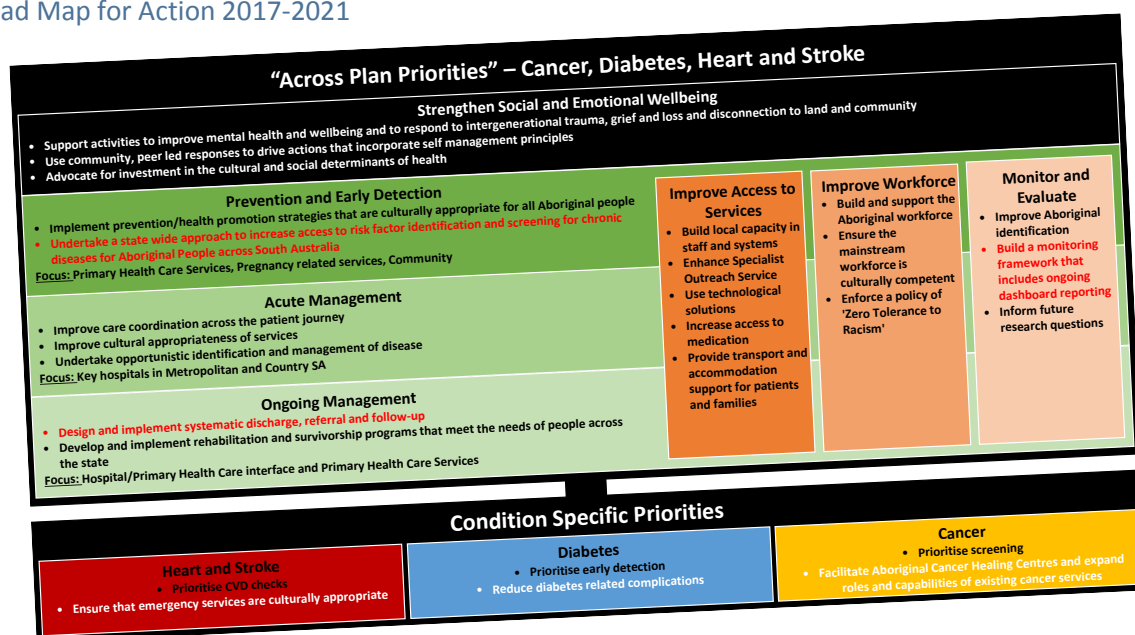 ad Map for Action 2017-2021
“Across Plan Priorities” – Cancer, Diabetes, Heart and Stroke
Strengthen Social and Emotional Wellbeing
• Support activities to improve mental health and wellbeing and to respond to intergenerational trauma, grief and loss and disconnection to land and community
• Use community, peer led responses to drive actions that incorporate self management principles
• Advocate for investment in the cultural and social determinants of health
Prevention and Early Detection
• Implement prevention/health promotion strategies that are culturally appropriate for all Aboriginal people
• Undertake a state wide approach to increase access to risk factor identification and screening for chronic
diseases for Aboriginal People across South Australia
Focus: Primary Health Care Services, Pregnancy related services, Community
Acute Management
• Improve care coordination across the patient journey
• Improve cultural appropriateness of services
• Undertake opportunistic identification and management of disease
Focus: Key hospitals in Metropolitan and Country SA
Ongoing Management
• Design and implement systematic discharge, referral and follow-up
• Develop and implement rehabilitation and survivorship programs that meet the needs of people across
the state
Focus: Hospital/Primary Health Care interface and Primary Health Care Services
Improve Access to
Services
• Build local capacity in
staff and systems
• Enhance Specialist
Outreach Service
• Use technological
solutions
• Increase access to
medication
• Provide transport and
accommodation
support for patients
and families
Improve Workforce
• Build and support the
Aboriginal workforce
• Ensure the
mainstream
workforce is
culturally competent
• Enforce a policy of
'Zero Tolerance to
Racism'
Monitor and
Evaluate
• Improve Aboriginal
identification
• Build a monitoring
framework that
includes ongoing
dashboard reporting
• Inform future
research questions
Condition Specific Priorities
Heart and Stroke
• Prioritise CVD checks
• Ensure that emergency services are culturally appropriate
Diabetes
• Prioritise early detection
• Reduce diabetes related complications
Cancer
• Prioritise screening
• Facilitate Aboriginal Cancer Healing Centres and expand
roles and capabilities of existing cancer services